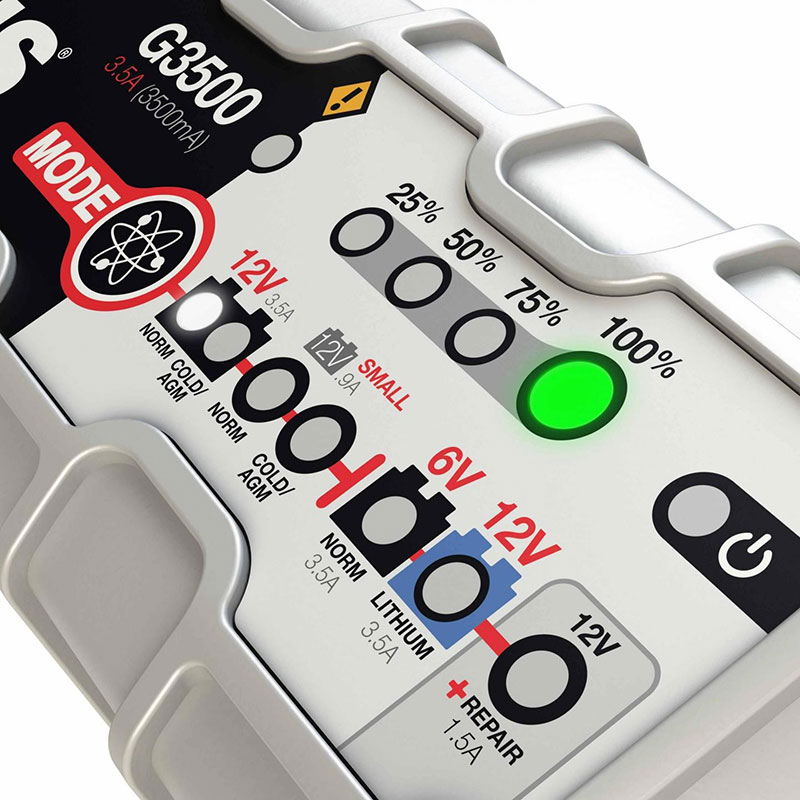 US®
G3500
3.5A (3500mA)
MODE
25%
50%
75%
100%
12V
3.5A
NORM
COLD/
AGM
12V
.9A
SMALL
NORM
COLD/
AGM
6V
NORM
3.5A
12V
LITHIUM
3.5A
12V
+REPAIR
1.5A